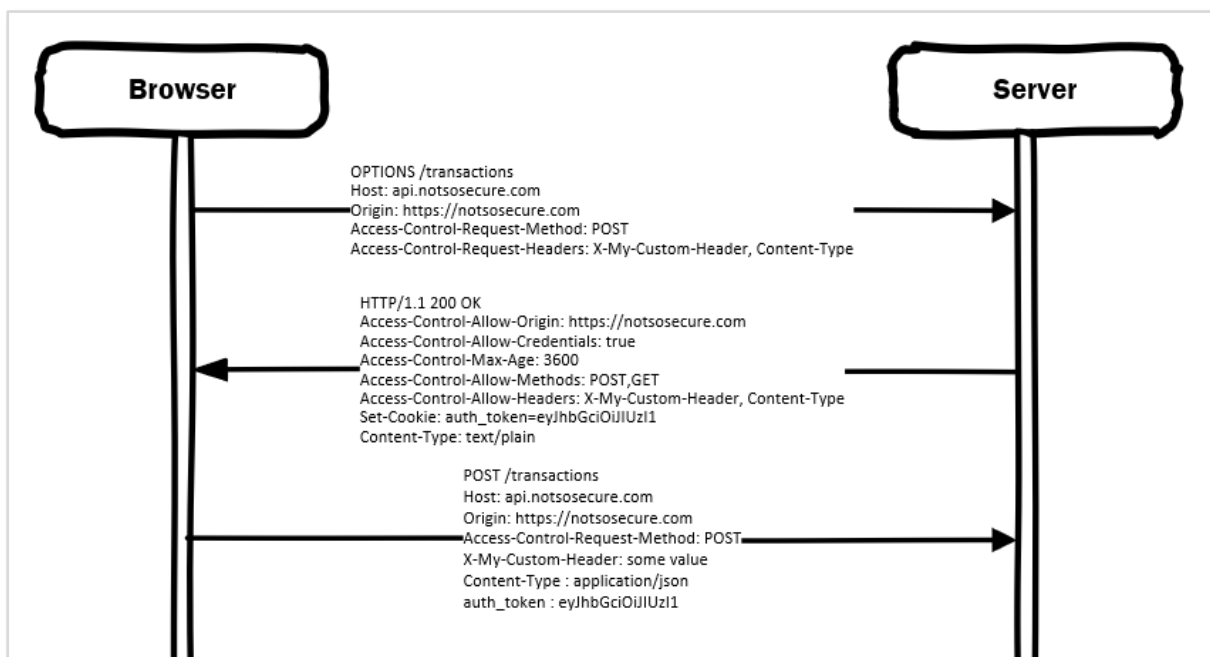 Browser
Server
OPTIONS /transactions
Host: api.notsosecure.com
Origin: https://notsosecure.com
Access-Control-Request-Method: POST
Access-Control-Request-Headers: X-My-Custom-Header, Content-Type
HTTP/1.1 200 OK
Access-Control-Allow-Origin: https://notsosecure.com
Access-Control-Allow-Credentials: true
Access-Control-Max-Age: 3600
Access-Control-Allow-Methods: POST,GET
Access-Control-Allow-Headers: X-My-Custom-Header, Content-Type
Set-Cookie: auth_token=eyJhbGciOiJIUzI1
Content-Type: text/plain
POST /transactions
Host: api.notsosecure.com
Origin: https://notsosecure.com
Access-Control-Request-Method: POST
X-My-Custom-Header: some value
Content-Type : application/json
auth_token : eyJhbGciOiJIUzI1